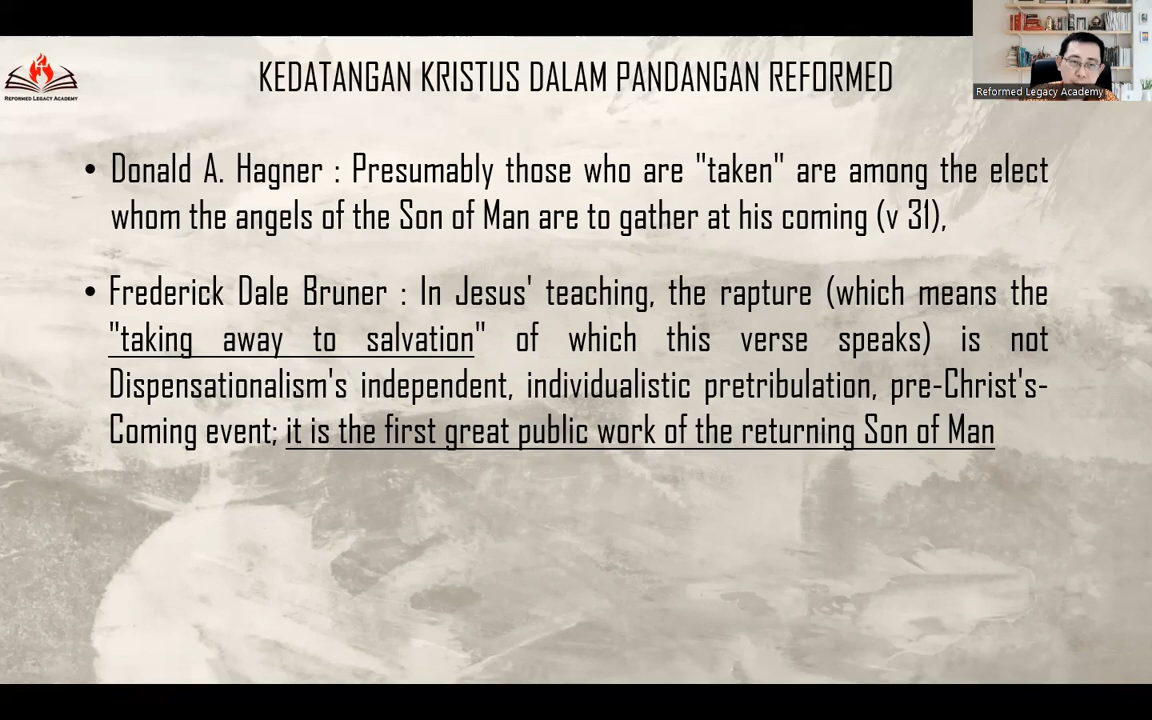 KEDATANGAN KRISTUS DALAM PANDANGAN REFORMED
REFORMED LEGACY ACADEMY
Reformed Legacy Academy
• Donald A. Hagner : Presumably those who are "taken" are among the elect
whom the angels of the Son of Man are to gather at his coming (v 31),
• Frederick Dale Bruner : In Jesus' teaching, the rapture (which means the
"taking away to salvation" of which this verse speaks) is not
Dispensationalism's independent, individualistic pretribulation, pre-Christ's-
Coming event; it is the first great public work of the returning Son of Man